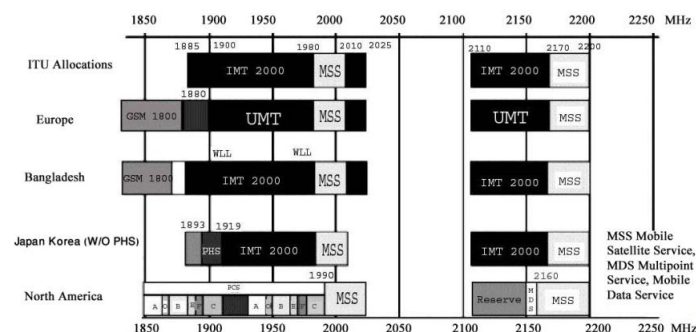 1850 1900 1950 2000 2050 2100 2150 2200 2250 MHz
1885 1900 1980 2010 2025 2110 2170 2200
ITU Allocations IMT 2000 MSS IMT 2000 MSS
1880
Europe GSM 1800 UMT MSS UMT MSS
WLL WLL
Bangladesh GSM 1800 IMT 2000 MSS IMT 2000 MSS
1893 1919
Japan Korea (W/O PHS) PHS IMT 2000 MSS IMT 2000 MSS
MSS Mobile
Satellite Service,
MDS Multipoint
Service, Mobile
Data Service
1990 2160
PCS
North America A D B C A B C MSS Reserve MDS MSS
1850 1900 1950 2000 2050 2100 2150 2200 2250 MHz